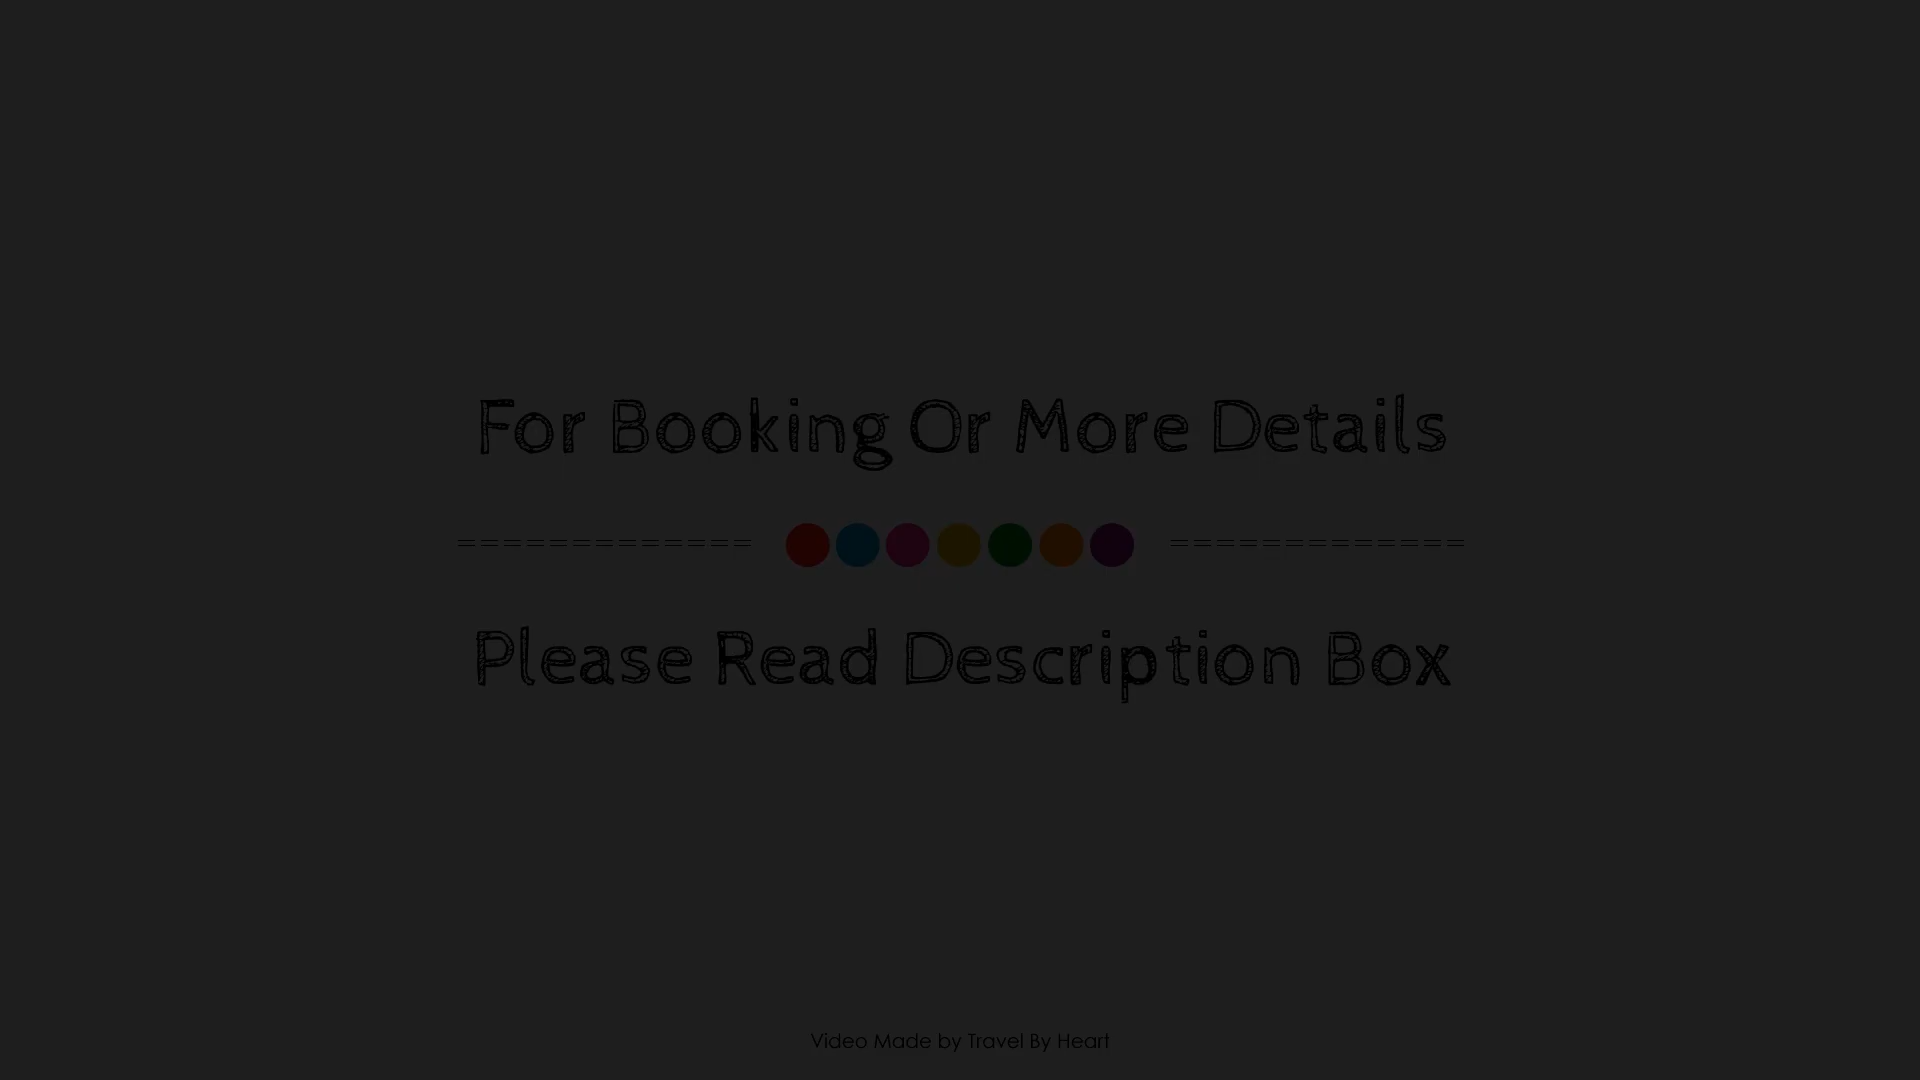 For Booking Or More Details
============= =============
Please Read Description Box
Video Made by Travel By Heart